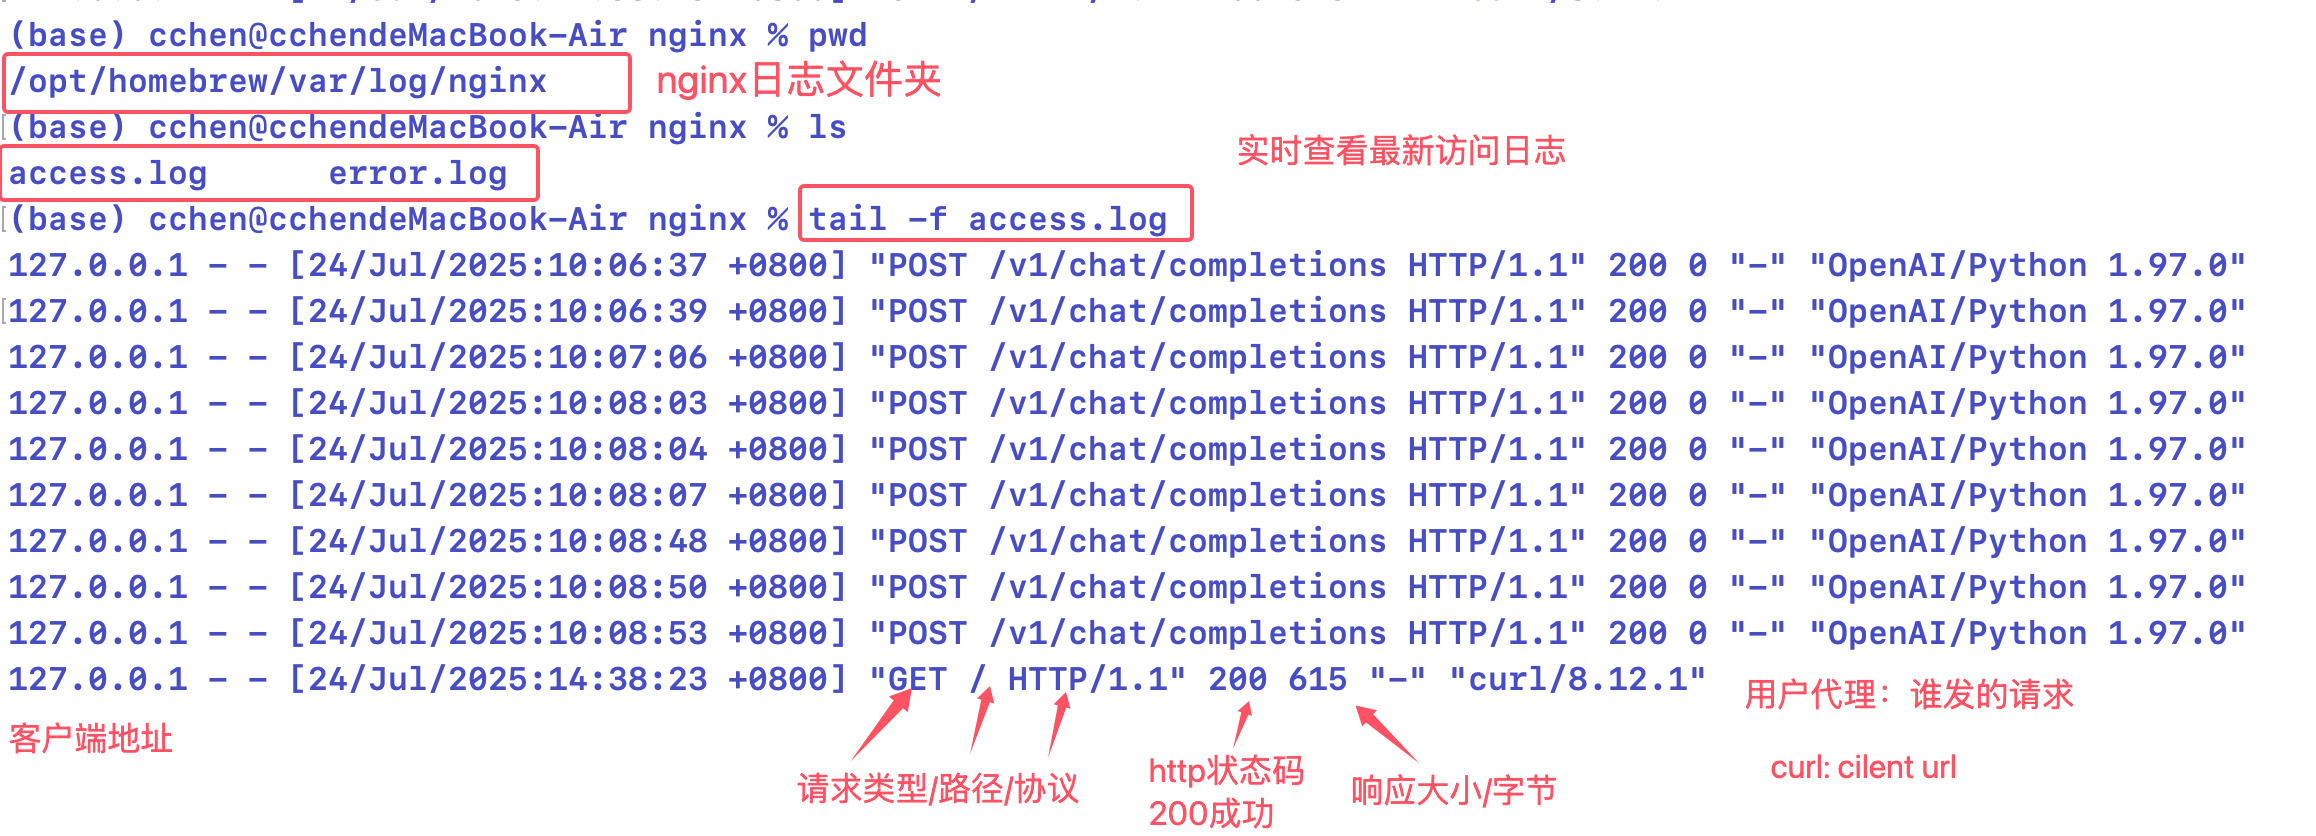 (base) cchen@cchendeMacBook-Air nginx % pwd
/opt/homebrew/var/log/nginx nginx日志文件夹
(base) cchen@cchendeMacBook-Air nginx % ls
实时查看最新访问日志
access.log error.log
(base) cchen@cchendeMacBook-Air nginx % tail -f access.log
127.0.0.1 - - [24/Jul/2025:10:06:37 +0800] "POST /v1/chat/completions HTTP/1.1" 200 0 "-" "OpenAI/Python 1.97.0"
127.0.0.1 - - [24/Jul/2025:10:06:39 +0800] "POST /v1/chat/completions HTTP/1.1" 200 0 "-" "OpenAI/Python 1.97.0"
127.0.0.1 - - [24/Jul/2025:10:07:06 +0800] "POST /v1/chat/completions HTTP/1.1" 200 0 "-" "OpenAI/Python 1.97.0"
127.0.0.1 - - [24/Jul/2025:10:08:03 +0800] "POST /v1/chat/completions HTTP/1.1" 200 0 "-" "OpenAI/Python 1.97.0"
127.0.0.1 - - [24/Jul/2025:10:08:04 +0800] "POST /v1/chat/completions HTTP/1.1" 200 0 "-" "OpenAI/Python 1.97.0"
127.0.0.1 - - [24/Jul/2025:10:08:07 +0800] "POST /v1/chat/completions HTTP/1.1" 200 0 "-" "OpenAI/Python 1.97.0"
127.0.0.1 - - [24/Jul/2025:10:08:48 +0800] "POST /v1/chat/completions HTTP/1.1" 200 0 "-" "OpenAI/Python 1.97.0"
127.0.0.1 - - [24/Jul/2025:10:08:50 +0800] "POST /v1/chat/completions HTTP/1.1" 200 0 "-" "OpenAI/Python 1.97.0"
127.0.0.1 - - [24/Jul/2025:10:08:53 +0800] "POST /v1/chat/completions HTTP/1.1" 200 0 "-" "OpenAI/Python 1.97.0"
127.0.0.1 - - [24/Jul/2025:14:38:23 +0800] "GET / HTTP/1.1" 200 615 "-" "curl/8.12.1"
用户代理：谁发的请求
客户端地址
curl: cilent url
请求类型/路径/协议
http状态码
200成功
响应大小/字节